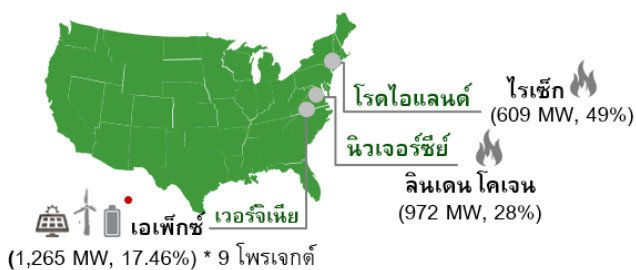 โรดไอแลนด์ ไรเซ็ก
(609 MW, 49%)
นิวเจอร์ซีย์
ลินเดน โคเจน
(972 MW, 28%)
เอเพ็กซ์ เวอร์จิเนีย
(1,265 MW, 17.46%) * 9 โพรเจกต์